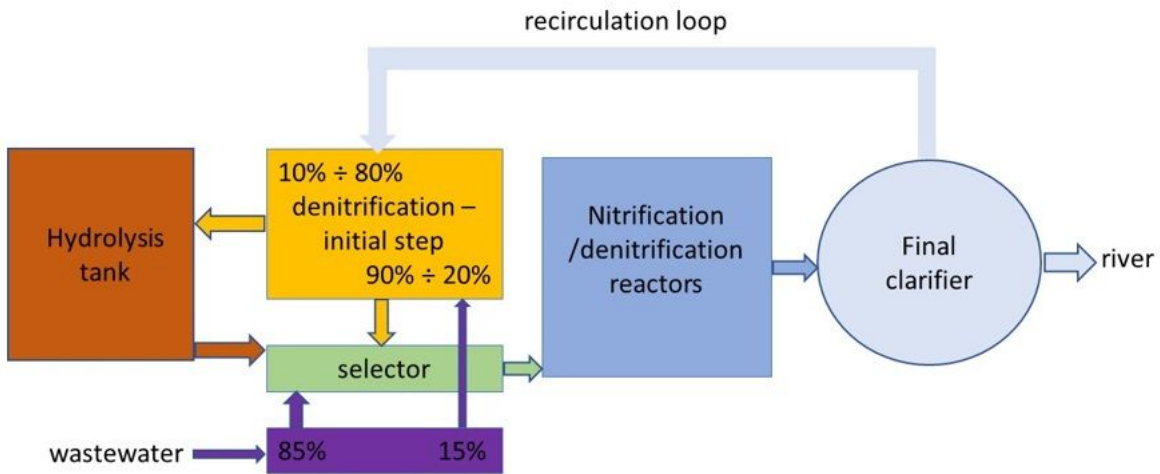 recirculation loop
10% ÷ 80%
denitrification –
initial step
90% ÷ 20%
Hydrolysis
tank
Nitrification
/denitrification
reactors
Final
clarifier
river
selector
wastewater
85% 15%